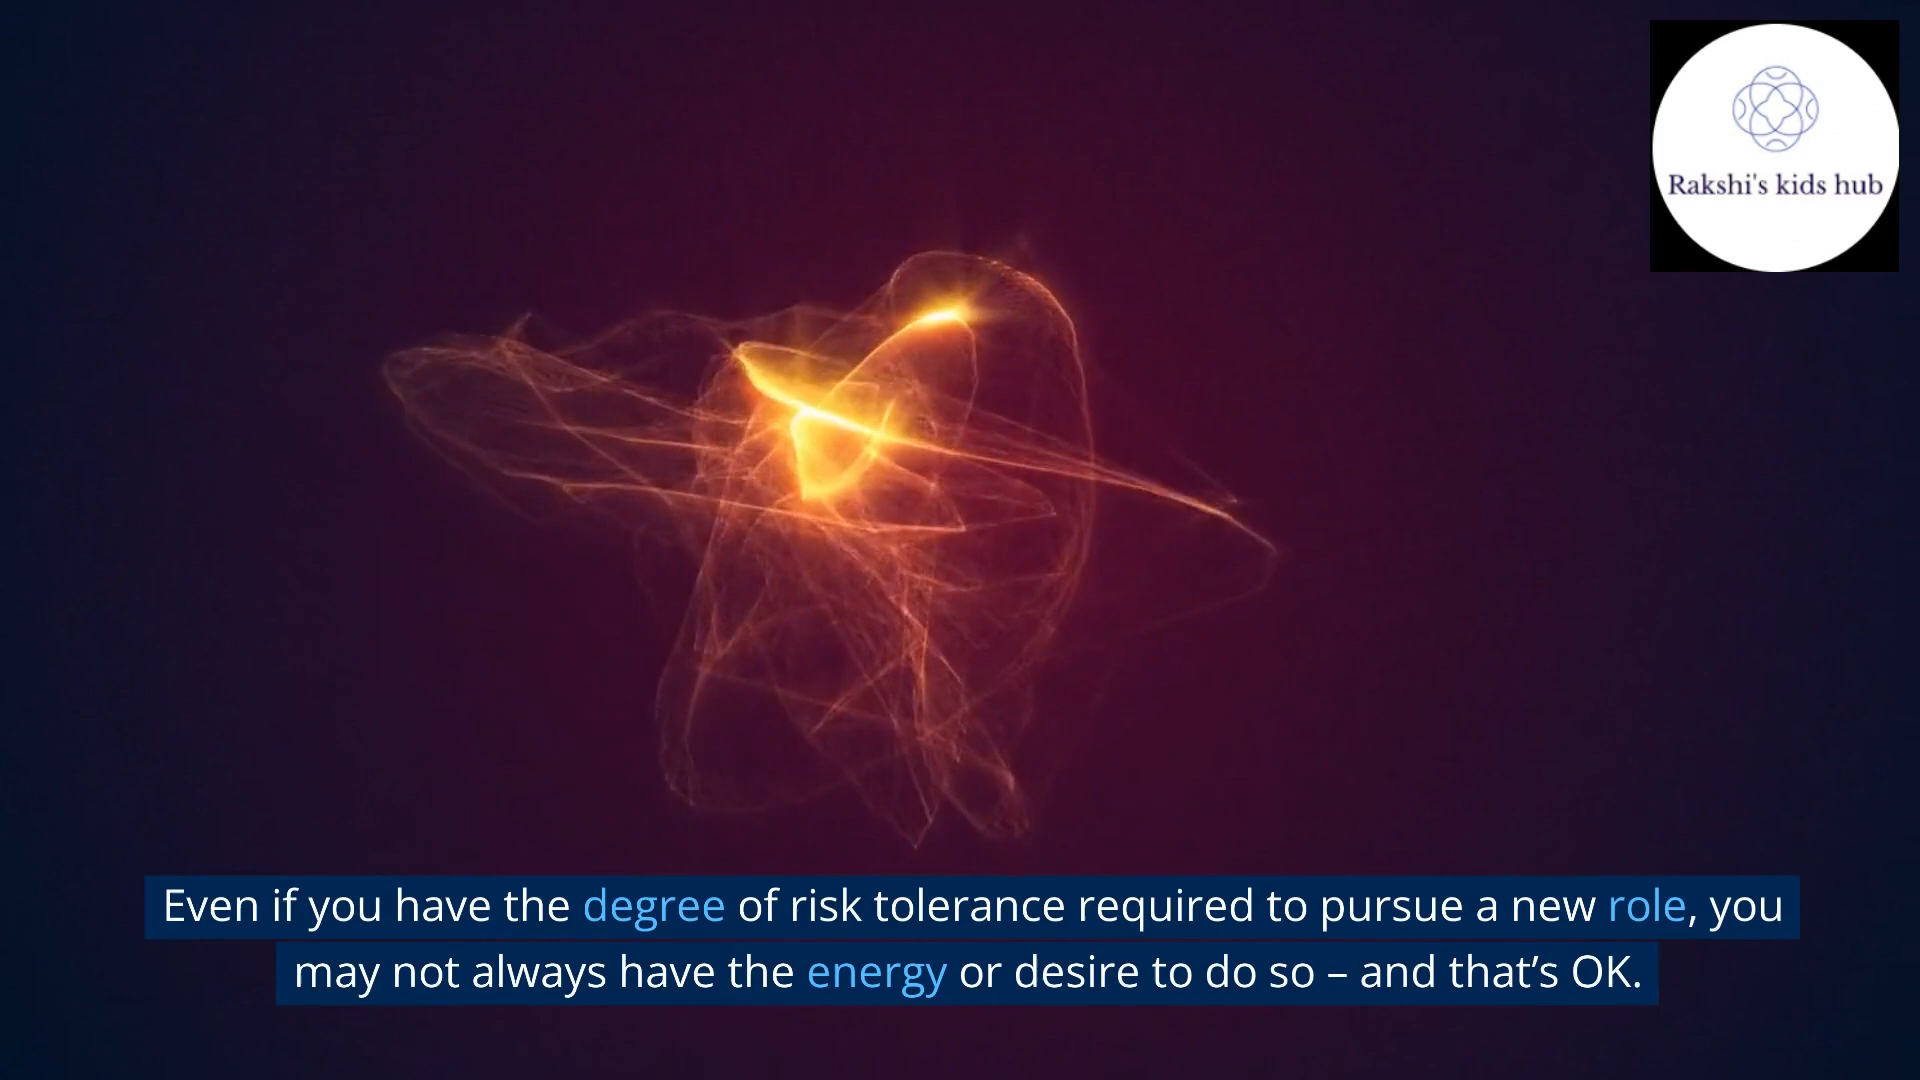 Rakshi's kids hub
Even if you have the degree of risk tolerance required to pursue a new role, you
may not always have the energy or desire to do so – and that’s OK.